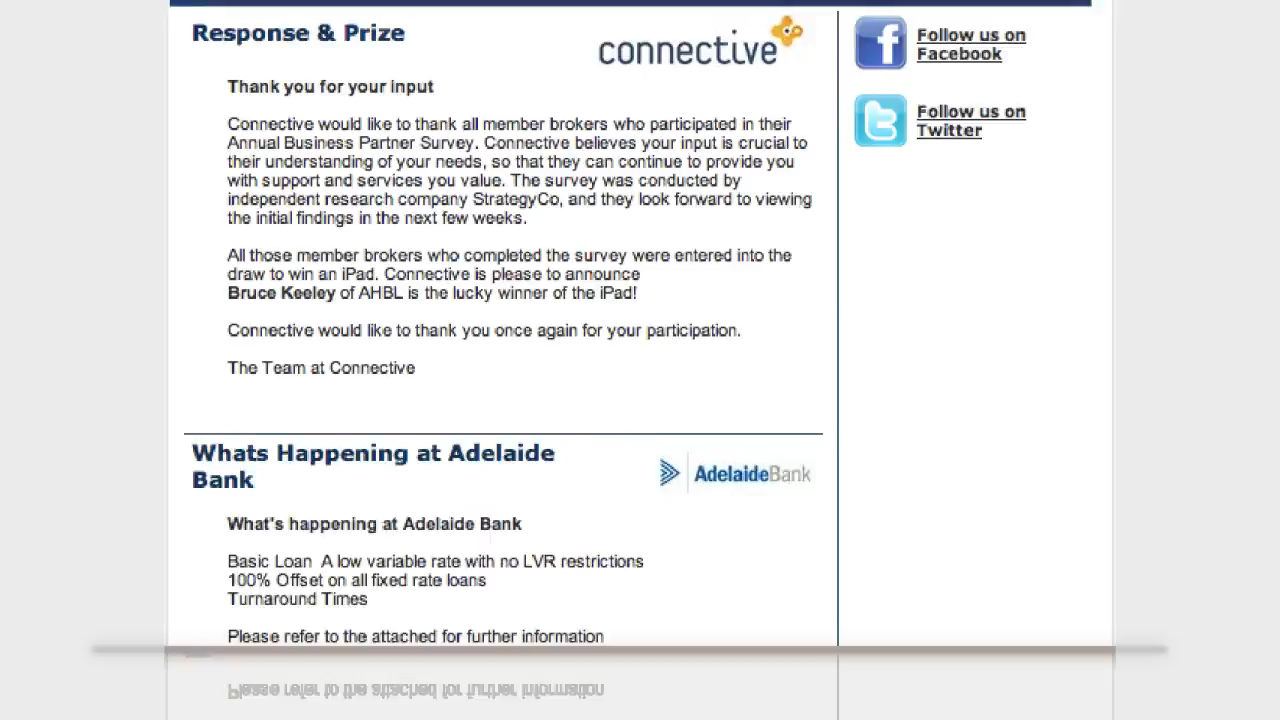 Response & Prize
connective
Thank you for your input
Connective would like to thank all member brokers who participated in their
Annual Business Partner Survey. Connective believes your input is crucial to
their understanding of your needs, so that they can continue to provide you
with support and services you value. The survey was conducted by
independent research company StrategyCo, and they look forward to viewing
the initial findings in the next few weeks.
All those member brokers who completed the survey were entered into the
draw to win an iPad. Connective is please to announce
Bruce Keeley of AHBL is the lucky winner of the iPad!
Connective would like to thank you once again for your participation.
The Team at Connective
Whats Happening at Adelaide
Bank
AdelaideBank
What's happening at Adelaide Bank
Basic Loan A low variable rate with no LVR restrictions
100% Offset on all fixed rate loans
Turnaround Times
Please refer to the attached for further information
Please refer to the attached for further information
Follow us on
Facebook
Follow us on
Twitter